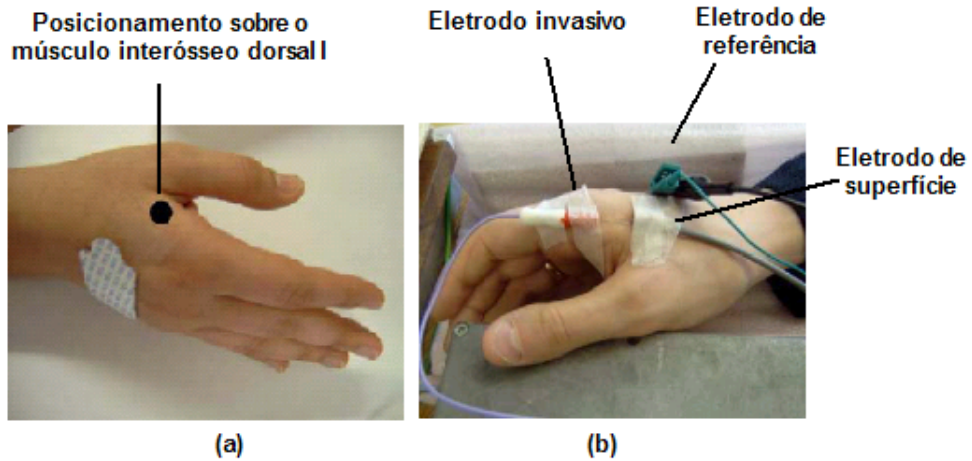 Posicionamento sobre o
músculo interósseo dorsal I
Eletrodo invasivo
Eletrodo de
referência
Eletrodo de
superfície
(a)
(b)